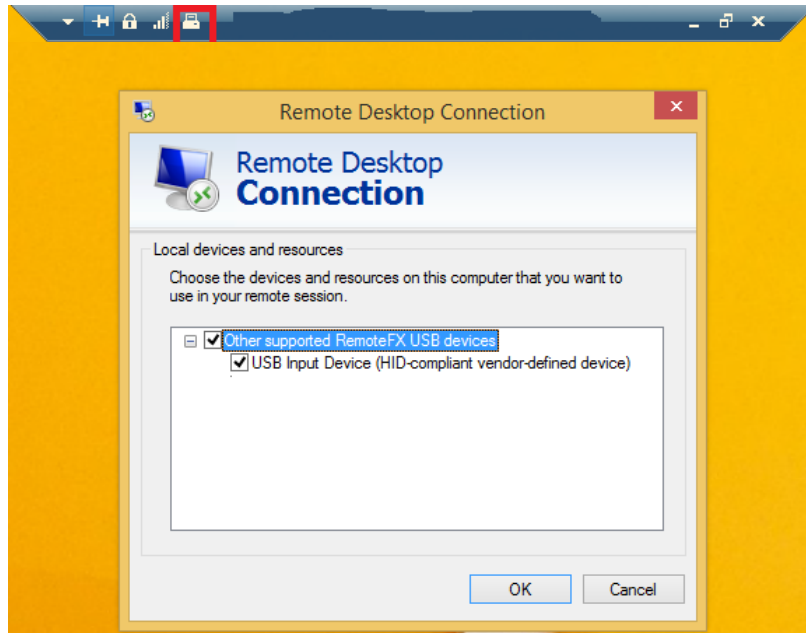 Remote Desktop Connection
Remote Desktop
Connection
Local devices and resources
Choose the devices and resources on this computer that you want to
use in your remote session.
Other supported RemoteFX USB devices
USB Input Device (HID-compliant vendor-defined device)
OK
Cancel